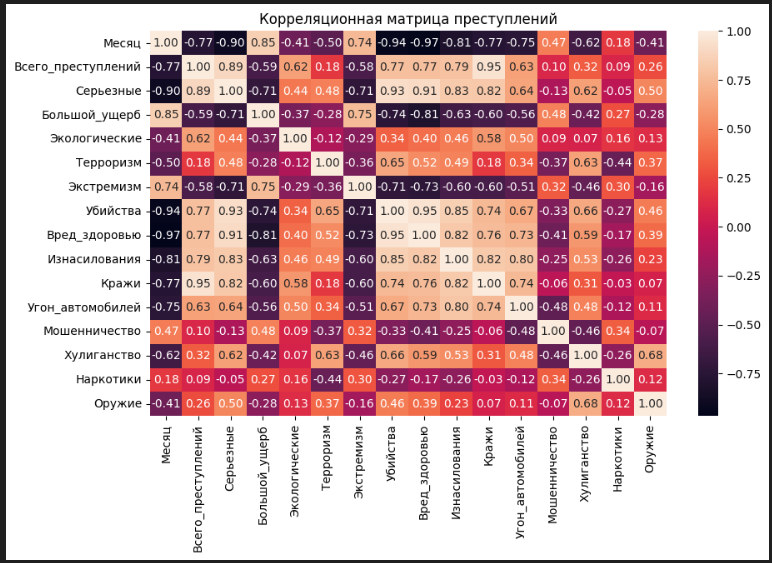 Корреляционная матрица преступлений
Месяц 1.00 -0.77 -0.90 0.85 -0.41 -0.50 0.74 -0.94 -0.97 -0.81 -0.77 -0.75 0.47 -0.62 0.18 -0.41
Всего_преступлений -0.77 1.00 0.89 -0.59 0.62 0.18 -0.58 0.77 0.77 0.79 0.95 0.63 0.10 0.32 0.09 0.26
Серьезные -0.90 0.89 1.00 -0.71 0.44 0.48 -0.71 0.93 0.91 0.83 0.82 0.64 -0.13 0.62 -0.05 0.50
Большой_ущерб 0.85 -0.59 -0.71 1.00 -0.37 -0.28 0.75 -0.74 -0.81 -0.63 -0.60 -0.56 0.48 -0.42 0.27 -0.28
Экологические -0.41 0.62 0.44 -0.37 1.00 -0.12 -0.29 0.34 0.40 0.46 0.58 0.50 0.09 0.07 0.16 0.13
Терроризм -0.50 0.18 0.48 -0.28 -0.12 1.00 -0.36 0.65 0.52 0.49 0.18 0.34 -0.37 0.63 -0.44 0.37
Экстремизм 0.74 -0.58 -0.71 0.75 -0.29 -0.36 1.00 -0.71 -0.73 -0.60 -0.60 -0.51 0.32 -0.46 0.30 -0.16
Убийства -0.94 0.77 0.93 -0.74 0.34 0.65 -0.71 1.00 0.95 0.85 0.74 0.67 -0.33 0.66 -0.27 0.46
Вред_здоровью -0.97 0.77 0.91 -0.81 0.40 0.52 -0.73 0.95 1.00 0.82 0.76 0.73 -0.41 0.59 -0.17 0.39
Изнасилования -0.81 0.79 0.83 -0.63 0.46 0.49 -0.60 0.85 0.82 1.00 0.82 0.80 -0.25 0.53 -0.26 0.23
Кражи -0.77 0.95 0.82 -0.60 0.58 0.18 -0.60 0.74 0.76 0.82 1.00 0.74 -0.06 0.31 -0.03 0.07
Угон_автомобилей -0.75 0.63 0.64 -0.56 0.50 0.34 -0.51 0.67 0.73 0.80 0.74 1.00 -0.48 0.48 -0.12 0.11
Мошенничество 0.47 0.10 -0.13 0.48 0.09 -0.37 0.32 -0.33 -0.41 -0.25 -0.06 -0.48 1.00 -0.46 0.34 -0.07
Хулиганство -0.62 0.32 0.62 -0.42 0.07 0.63 -0.46 0.66 0.59 0.53 0.31 0.48 -0.46 1.00 -0.26 0.68
Наркотики 0.18 0.09 -0.05 0.27 0.16 -0.44 0.30 -0.27 -0.17 -0.26 -0.03 -0.12 0.34 -0.26 1.00 0.12
Оружие -0.41 0.26 0.50 -0.28 0.13 0.37 -0.16 0.46 0.39 0.23 0.07 0.11 -0.07 0.68 0.12 1.00
Месяц
Всего_преступлений
Серьезные
Большой_ущерб
Экологические
Терроризм
Экстремизм
Убийства
Вред_здоровью
Изнасилования
Кражи
Угон_автомобилей
Мошенничество
Хулиганство
Наркотики
Оружие
1.00
0.75
0.50
0.25
0.00
-0.25
-0.50
-0.75